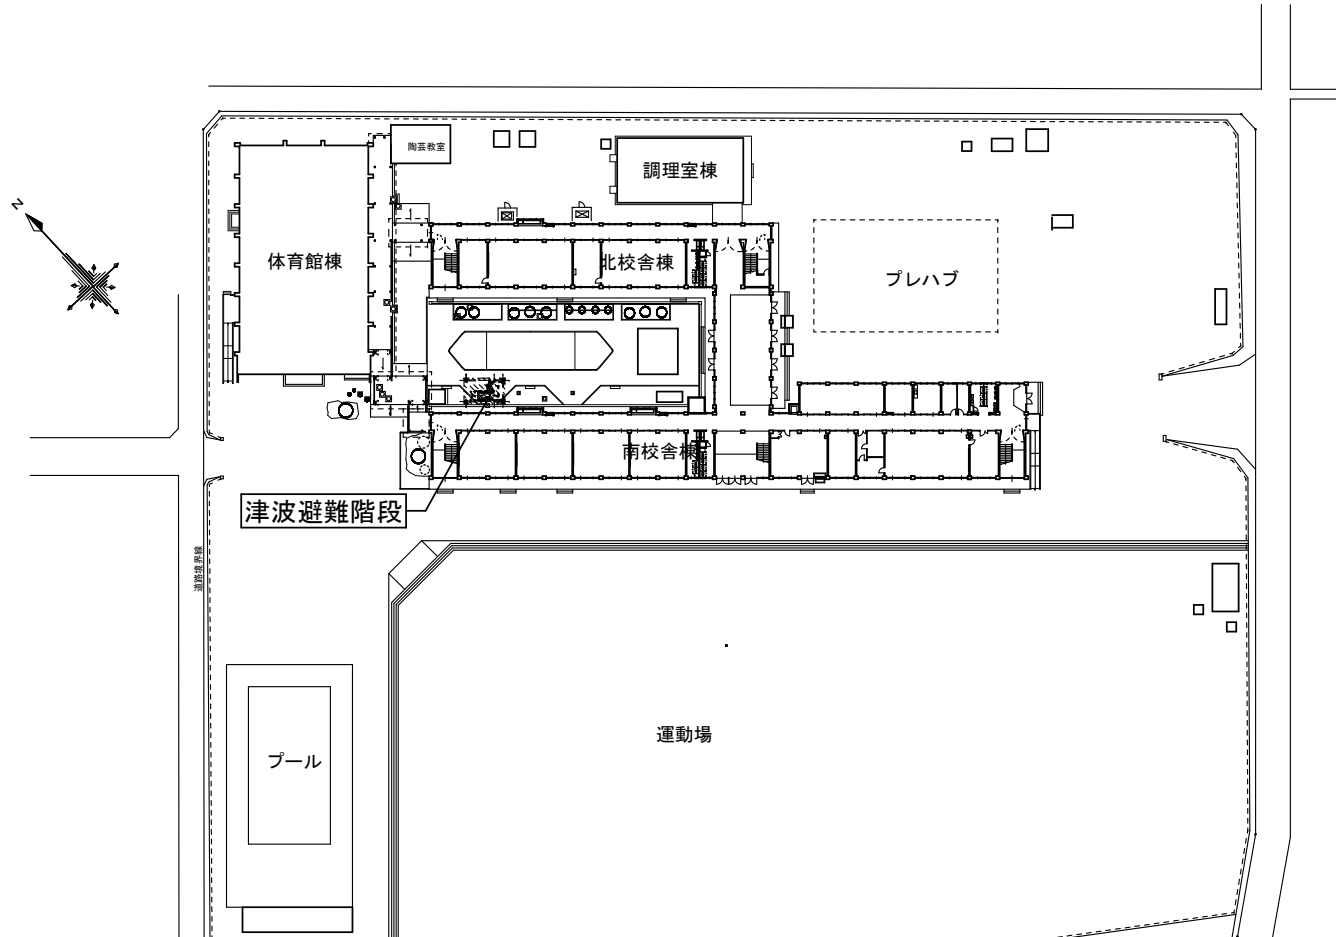 陶芸教室
調理室棟
N
体育館棟
北校舎棟
プレハブ
南校舎棟
津波避難階段
道路境界線
運動場
プール